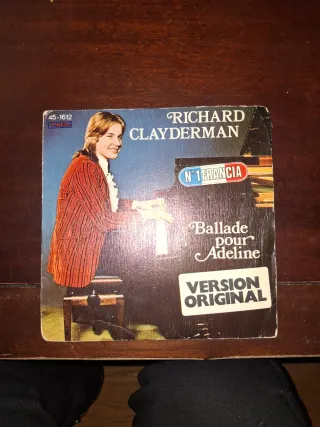 45-1612
RICHARD
CLAYDERMAN
Nº1 FRANCIA
Ballade
pour
Adeline
VERSION
ORIGINAL